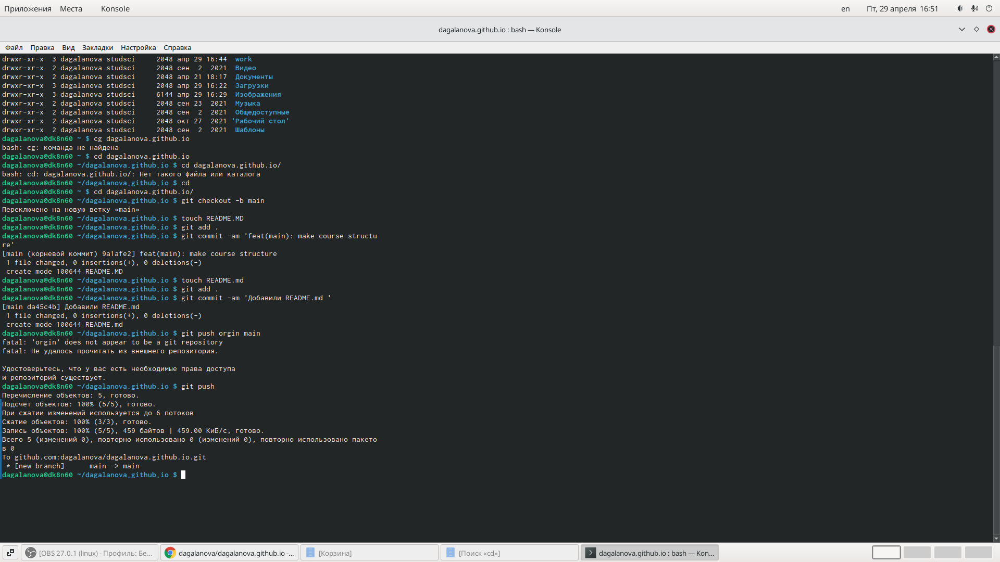 Приложения Места Konsole en Пт, 29 апреля 16:51
dagalanova.github.io : bash — Konsole
Файл Правка Вид Закладки Настройка Справка
drwxr-xr-x  3 dagalanova studsci     2048 апр 29 16:44  work
drwxr-xr-x  2 dagalanova studsci     2048 сен  2  2021  Видео
drwxr-xr-x  2 dagalanova studsci     2048 апр 21 18:17  Документы
drwxr-xr-x  3 dagalanova studsci     2048 апр 29 16:22  Загрузки
drwxr-xr-x  3 dagalanova studsci     6144 апр 29 16:29  Изображения
drwxr-xr-x  2 dagalanova studsci     2048 сен 23  2021  Музыка
drwxr-xr-x  2 dagalanova studsci     2048 сен  2  2021  Общедоступные
drwxr-xr-x  2 dagalanova studsci     2048 окт 27  2021 'Рабочий стол'
drwxr-xr-x  2 dagalanova studsci     2048 сен  2  2021  Шаблоны
dagalanova@dk8n60 ~ $ cg dagalanova.github.io
bash: cg: команда не найдена
dagalanova@dk8n60 ~ $ cd dagalanova.github.io
dagalanova@dk8n60 ~/dagalanova.github.io $ cd dagalanova.github.io/
bash: cd: dagalanova.github.io/: Нет такого файла или каталога
dagalanova@dk8n60 ~/dagalanova.github.io $ cd
dagalanova@dk8n60 ~ $ cd dagalanova.github.io/
dagalanova@dk8n60 ~/dagalanova.github.io $ git checkout -b main
Переключено на новую ветку «main»
dagalanova@dk8n60 ~/dagalanova.github.io $ touch README.MD
dagalanova@dk8n60 ~/dagalanova.github.io $ git add .
dagalanova@dk8n60 ~/dagalanova.github.io $ git commit -am 'feat(main): make course structu
re'
[main (корневой коммит) 9a1afe2] feat(main): make course structure
 1 file changed, 0 insertions(+), 0 deletions(-)
 create mode 100644 README.MD
dagalanova@dk8n60 ~/dagalanova.github.io $ touch README.md
dagalanova@dk8n60 ~/dagalanova.github.io $ git add .
dagalanova@dk8n60 ~/dagalanova.github.io $ git commit -am 'Добавили README.md '
[main da45c4b] Добавили README.md
 1 file changed, 0 insertions(+), 0 deletions(-)
 create mode 100644 README.md
dagalanova@dk8n60 ~/dagalanova.github.io $ git push orgin main
fatal: 'orgin' does not appear to be a git repository
fatal: Не удалось прочитать из внешнего репозитория.
Удостоверьтесь, что у вас есть необходимые права доступа
и репозиторий существует.
dagalanova@dk8n60 ~/dagalanova.github.io $ git push
Перечисление объектов: 5, готово.
Подсчет объектов: 100% (5/5), готово.
При сжатии изменений используется до 6 потоков
Сжатие объектов: 100% (3/3), готово.
Запись объектов: 100% (5/5), 459 байтов | 459.00 КиБ/с, готово.
Всего 5 (изменений 0), повторно использовано 0 (изменений 0), повторно использовано пакето
в 0
To github.com:dagalanova/dagalanova.github.io.git
 * [new branch]      main -> main
dagalanova@dk8n60 ~/dagalanova.github.io $
[OBS 27.0.1 (linux) - Профиль: Бе... dagalanova/dagalanova.github.io -... [Корзина] [Поиск «cd»] dagalanova.github.io : bash — Kon...